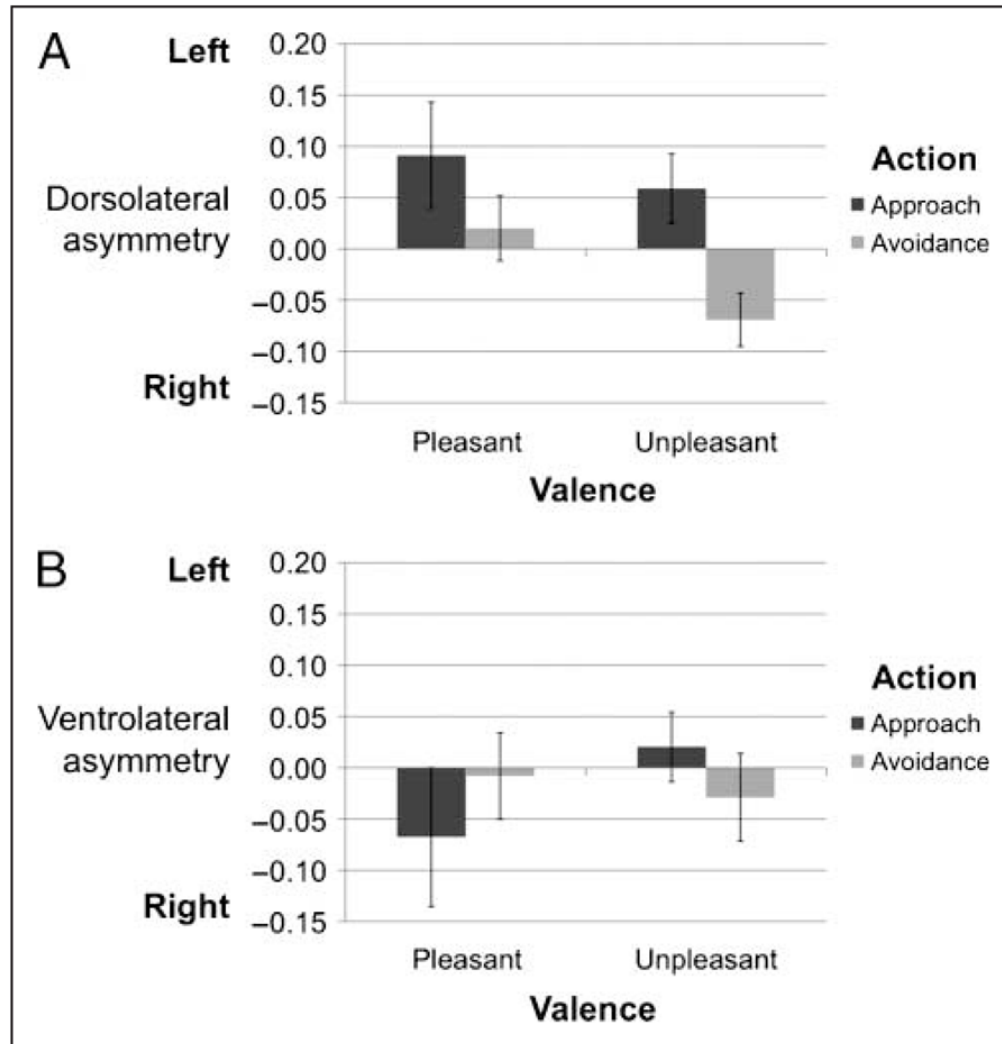 A
Left
0.20
0.15
0.10
0.05
0.00
–0.05
–0.10
–0.15
Dorsolateral
asymmetry
Right
Pleasant
Unpleasant
Valence
Action
Approach
Avoidance
B
Left
0.20
0.15
0.10
0.05
0.00
–0.05
–0.10
–0.15
Ventrolateral
asymmetry
Right
Pleasant
Unpleasant
Valence
Action
Approach
Avoidance